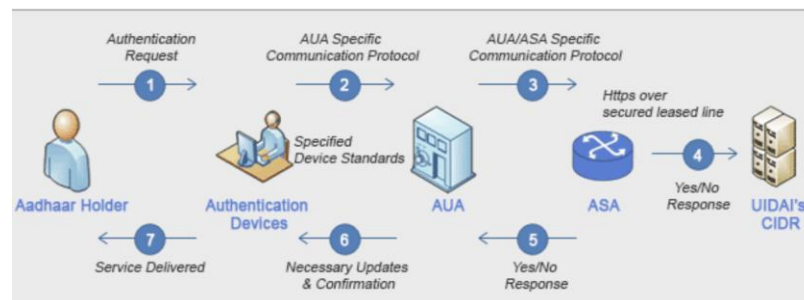 Authentication
Request
1
AUA Specific
Communication Protocol
2
AUA/ASA Specific
Communication Protocol
3
Https over
secured leased line
4
Yes/No
Response
Specified
Device Standards
Aadhaar Holder
Authentication
Devices
AUA
ASA
UIDAI's
CIDR
7
Service Delivered
6
Necessary Updates
& Confirmation
5
Yes/No
Response